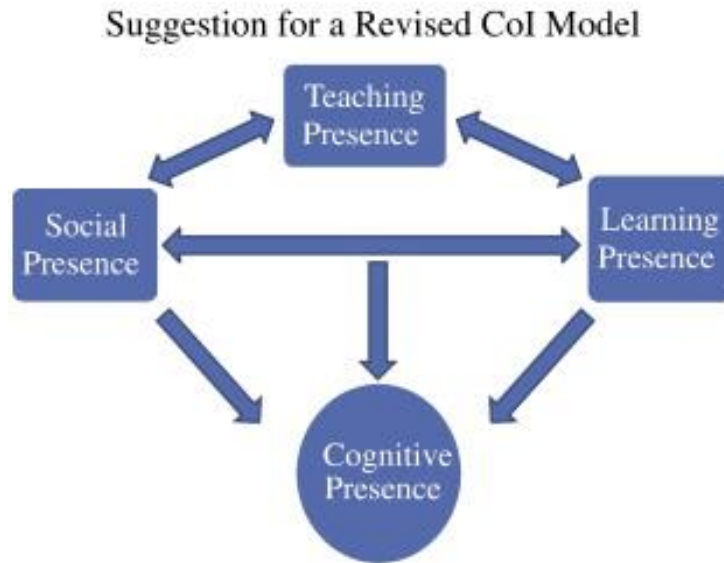 Suggestion for a Revised CoI Model
Teaching
Presence
Social
Presence
Learning
Presence
Cognitive
Presence